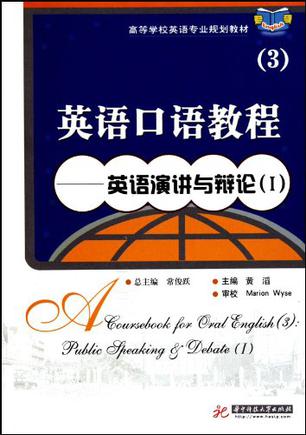 高等学校英语专业规划教材
English
(3)
英语口语教程
——英语演讲与辩论(I)
总主编 常俊跃
主编 黄滔
审校 Marion Wyse
A Coursebook for Oral English(3):
Public Speaking & Debate (I)
华中科技大学出版社